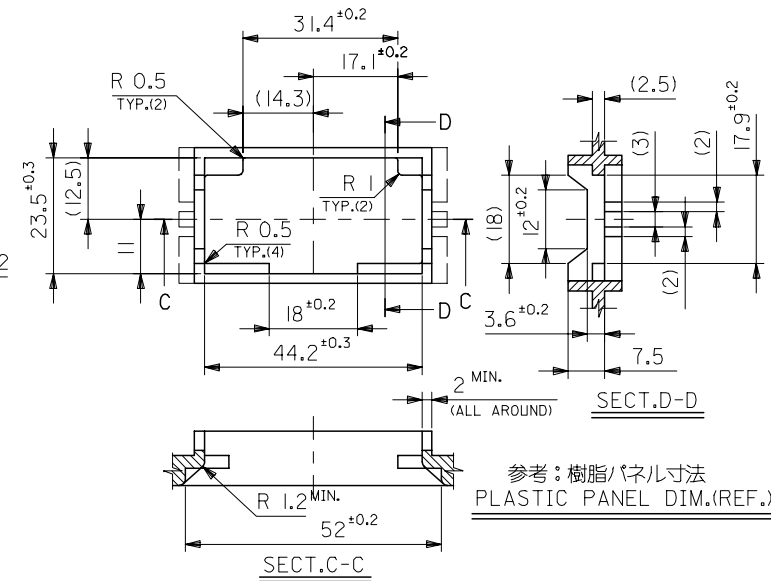 31.4±0.2
17.1±0.2
R 0.5
TYP.(2)
(14.3)
D
(2.5)
17.9±0.2
(3)
(2)
23.5±0.3
(12.5)
R 1
TYP.(2)
(18)
12±0.2
11
R 0.5
TYP.(4)
2
C
C
18±0.2
D
(2)
3.6±0.2
44.2±0.3
7.5
2 MIN.
(ALL AROUND)
SECT.D-D
参考：樹脂パネル寸法
PLASTIC PANEL DIM.(REF.)
R 1.2 MIN.
52±0.2
SECT.C-C